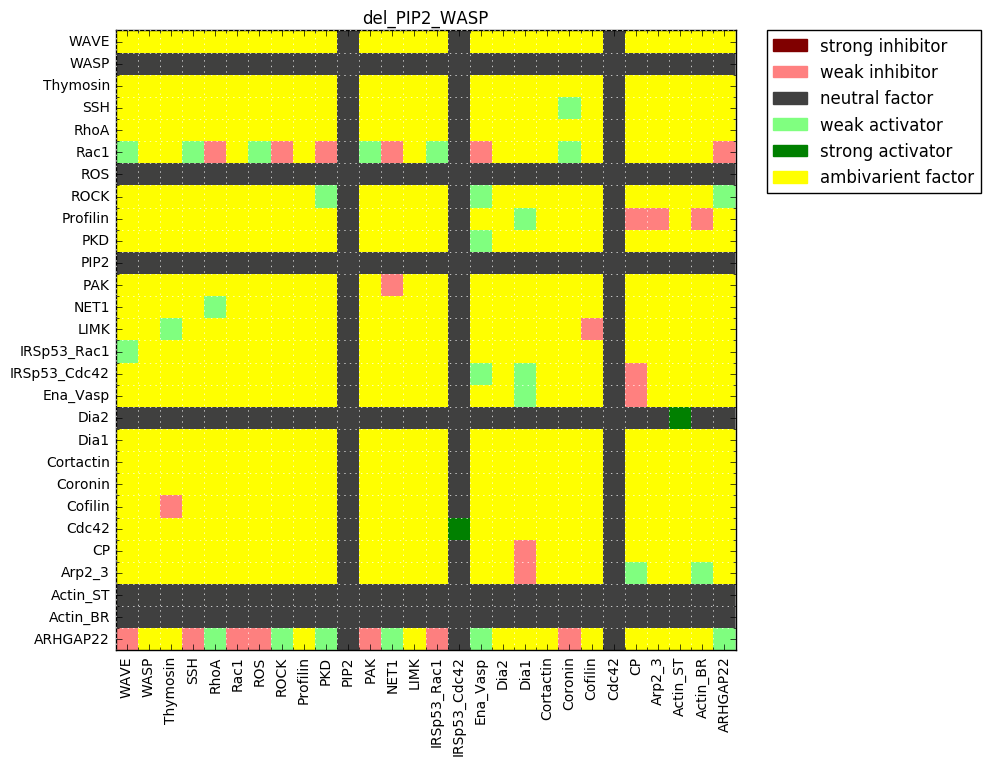 del_PIP2_WASP
WAVE
WASP
Thymosin
SSH
RhoA
Rac1
ROS
ROCK
Profilin
PKD
PIP2
PAK
NET1
LIMK
IRSp53_Rac1
IRSp53_Cdc42
Ena_Vasp
Dia2
Dia1
Cortactin
Coronin
Cofilin
Cdc42
CP
Arp2_3
Actin_ST
Actin_BR
ARHGAP22
WAVE
WASP
Thymosin
SSH
RhoA
Rac1
ROS
ROCK
Profilin
PKD
PIP2
PAK
NET1
LIMK
IRSp53_Rac1
IRSp53_Cdc42
Ena_Vasp
Dia2
Dia1
Cortactin
Coronin
Cofilin
Cdc42
CP
Arp2_3
Actin_ST
Actin_BR
ARHGAP22
strong inhibitor
weak inhibitor
neutral factor
weak activator
strong activator
ambivarient factor